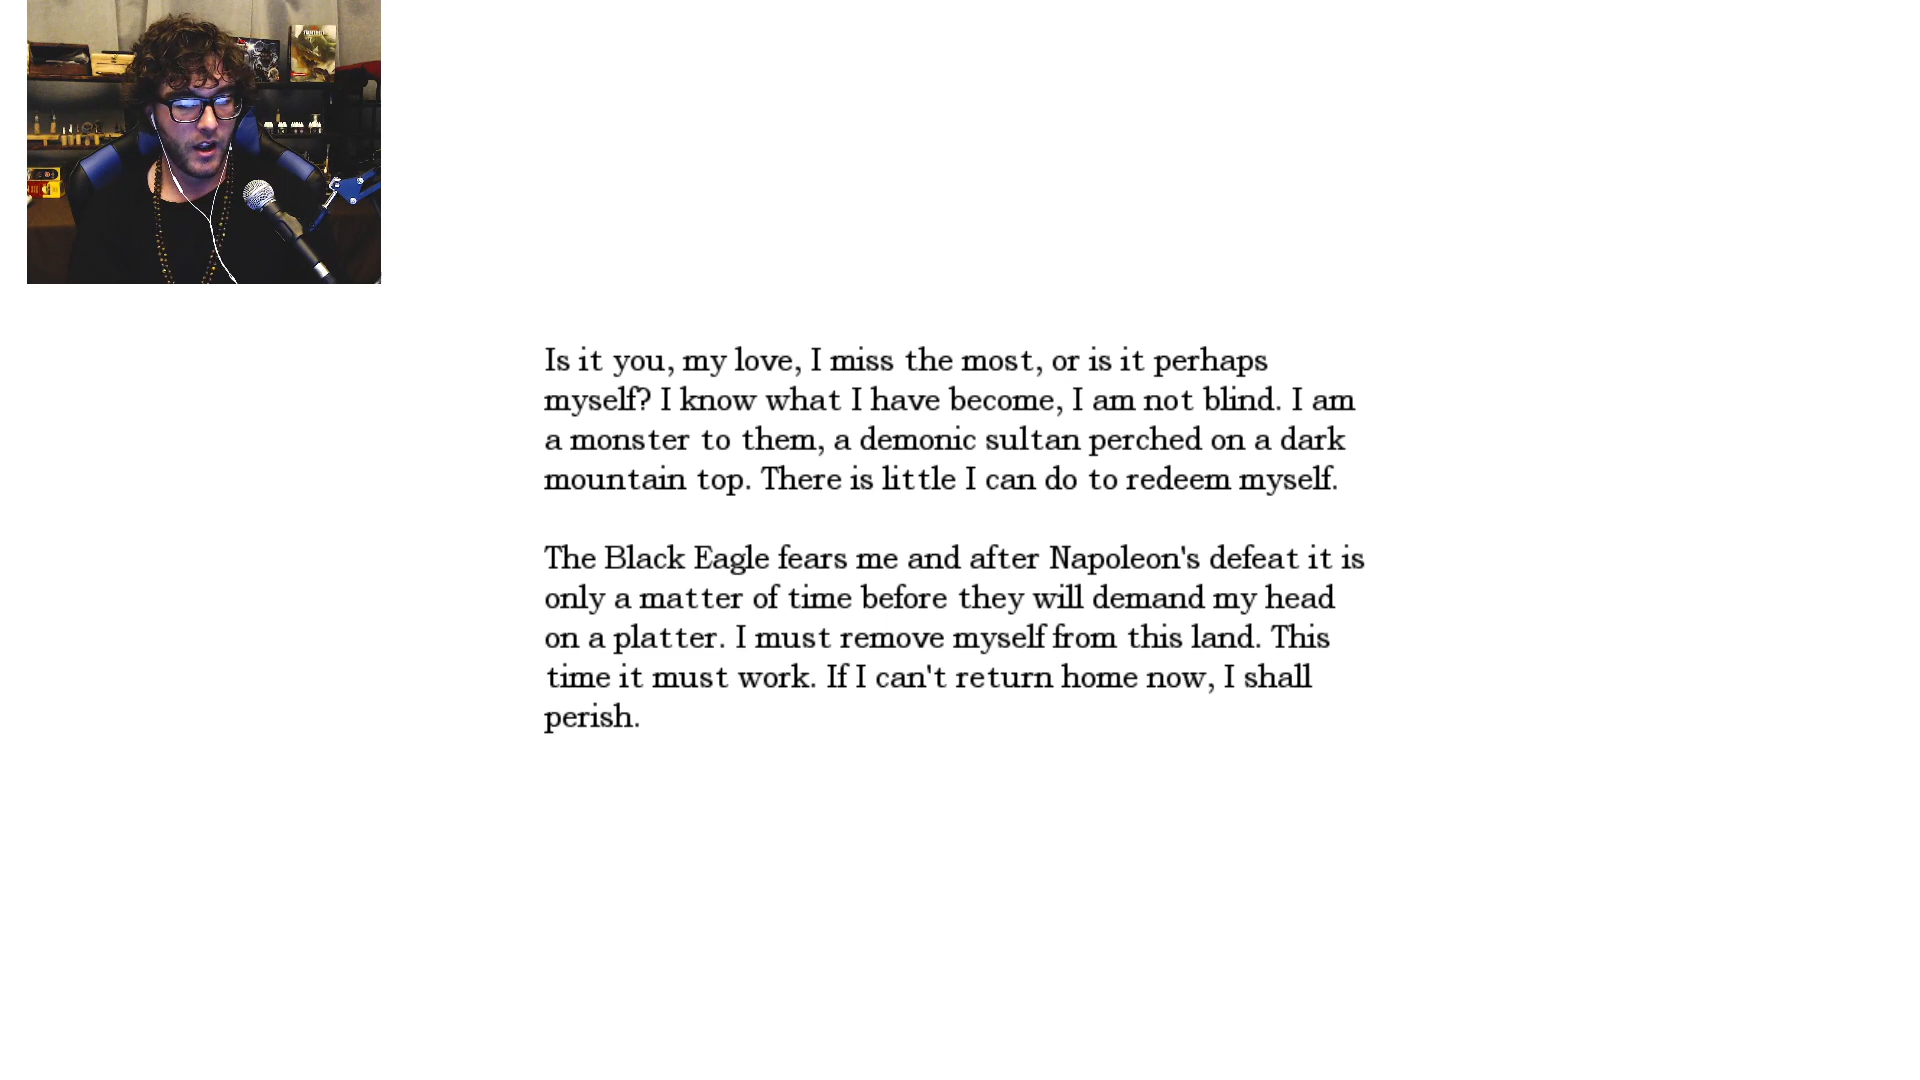 Is it you, my love, I miss the most, or is it perhaps
myself? I know what I have become, I am not blind. I am
a monster to them, a demonic sultan perched on a dark
mountain top. There is little I can do to redeem myself.
The Black Eagle fears me and after Napoleon's defeat it is
only a matter of time before they will demand my head
on a platter. I must remove myself from this land. This
time it must work. If I can't return home now, I shall
perish.